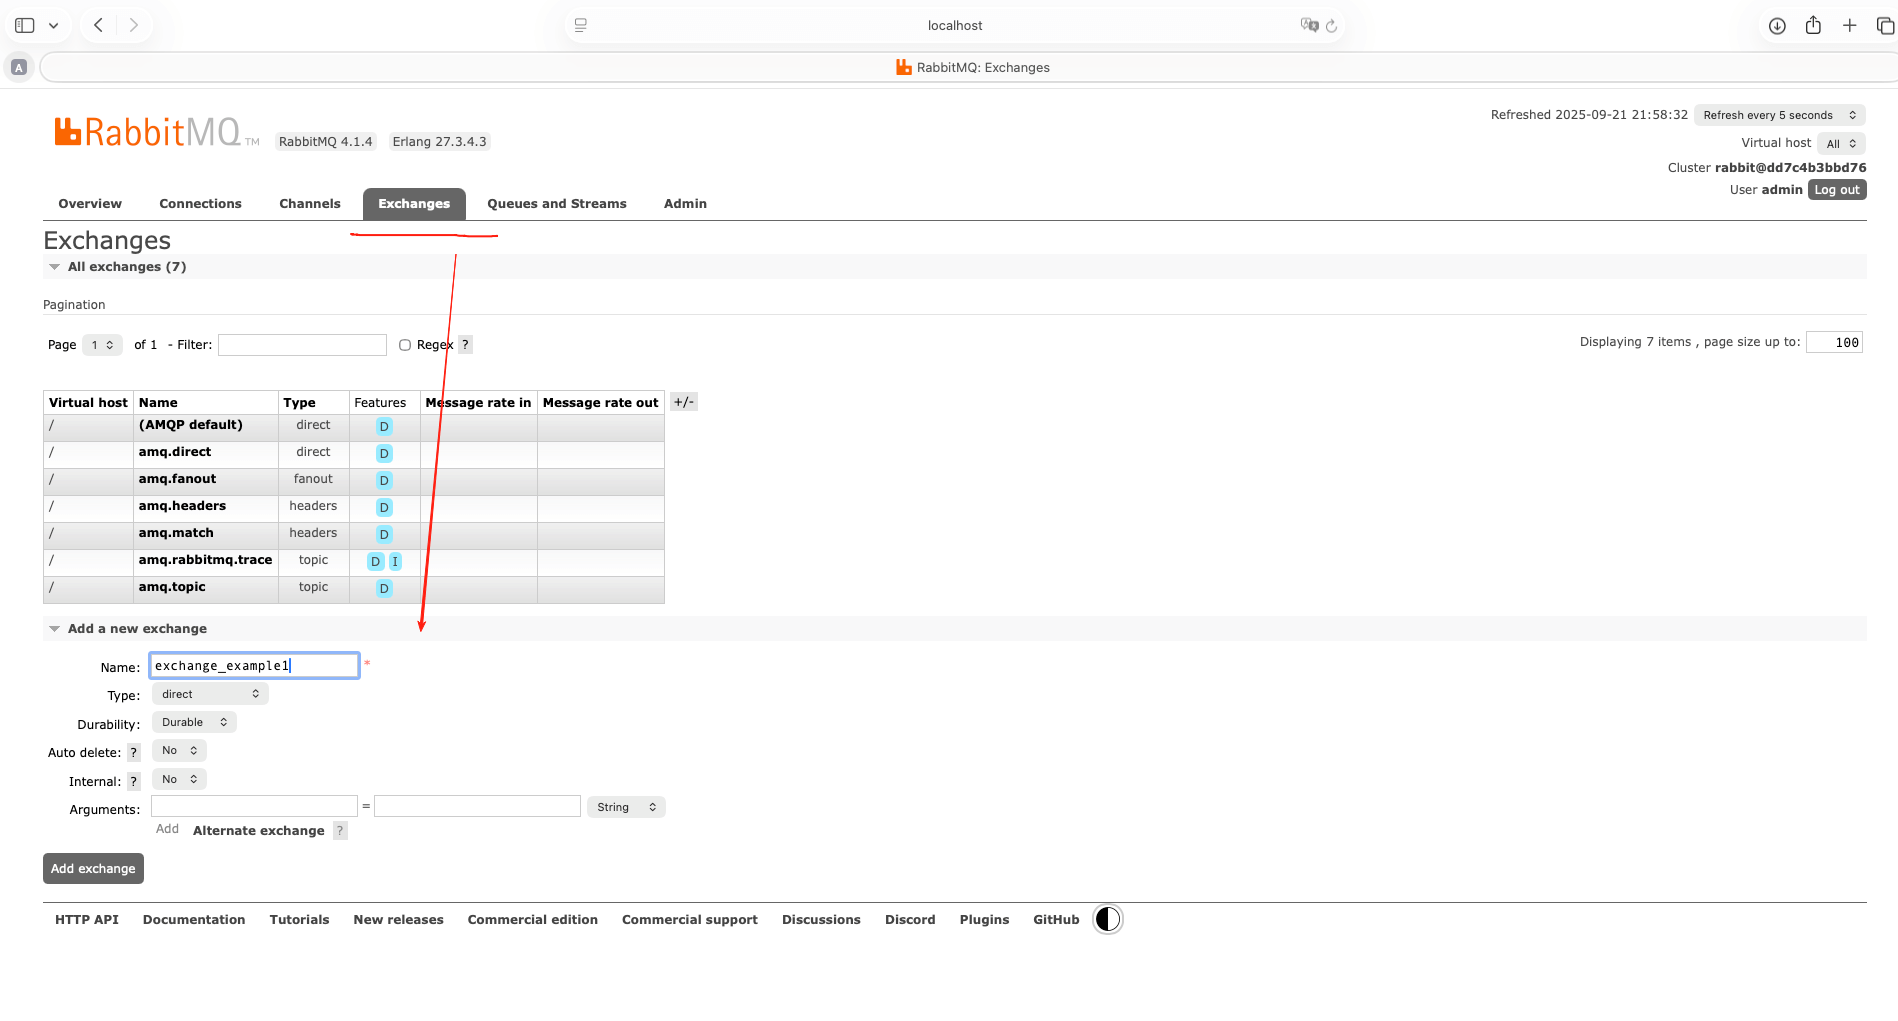 localhost
A
RabbitMQ: Exchanges
RabbitMQ TM RabbitMQ 4.1.4 Erlang 27.3.4.3
Refreshed 2025-09-21 21:58:32 Refresh every 5 seconds
Virtual host All
Cluster rabbit@dd7c4b3bbd76
User admin Log out
Overview Connections Channels Exchanges Queues and Streams Admin
Exchanges
All exchanges (7)
Pagination
Page 1 of 1 - Filter: Regex ?
Displaying 7 items , page size up to: 100
Virtual host Name Type Features Message rate in Message rate out +/-
/ (AMQP default) direct D
/ amq.direct direct D
/ amq.fanout fanout D
/ amq.headers headers D
/ amq.match headers D
/ amq.rabbitmq.trace topic D I
/ amq.topic topic D
Add a new exchange
Name: exchange_example1 *
Type: direct
Durability: Durable
Auto delete: ? No
Internal: ? No
Arguments: = String
Add Alternate exchange ?
Add exchange
HTTP API Documentation Tutorials New releases Commercial edition Commercial support Discussions Discord Plugins GitHub